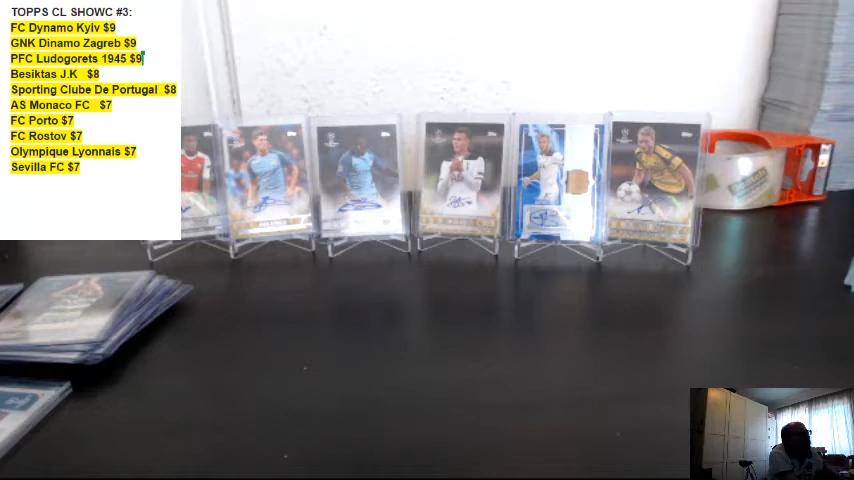 TOPPS CL SHOWC #3:
FC Dynamo Kyiv $9
GNK Dinamo Zagreb $9
PFC Ludogorets 1945 $9
Besiktas J.K $8
Sporting Clube De Portugal $8
AS Monaco FC $7
FC Porto $7
FC Rostov $7
Olympique Lyonnais $7
Sevilla FC $7